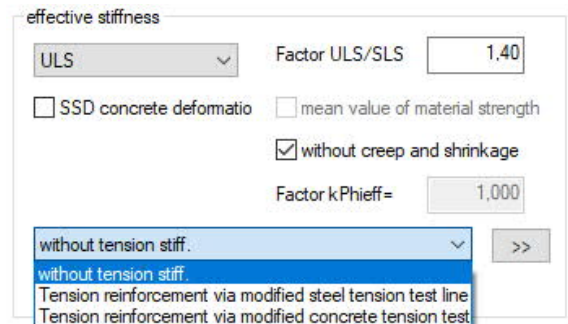 effective stiffness
ULS
Factor ULS/SLS
1,40
SSD concrete deformatio
mean value of material strength
without creep and shrinkage
Factor kPhieff=
1,000
without tension stiff.
>>
without tension stiff.
Tension reinforcement via modified steel tension test line
Tension reinforcement via modified concrete tension test